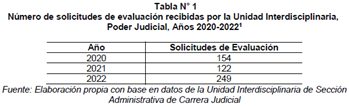 Tabla N° 1
Número de solicitudes de evaluación recibidas por la Unidad Interdisciplinaria,
Poder Judicial, Años 2020-2022¹
Año Solicitudes de Evaluación
2020 154
2021 122
2022 249
Fuente: Elaboración propia con base en datos de la Unidad Interdisciplinaria de Sección
Administrativa de Carrera Judicial